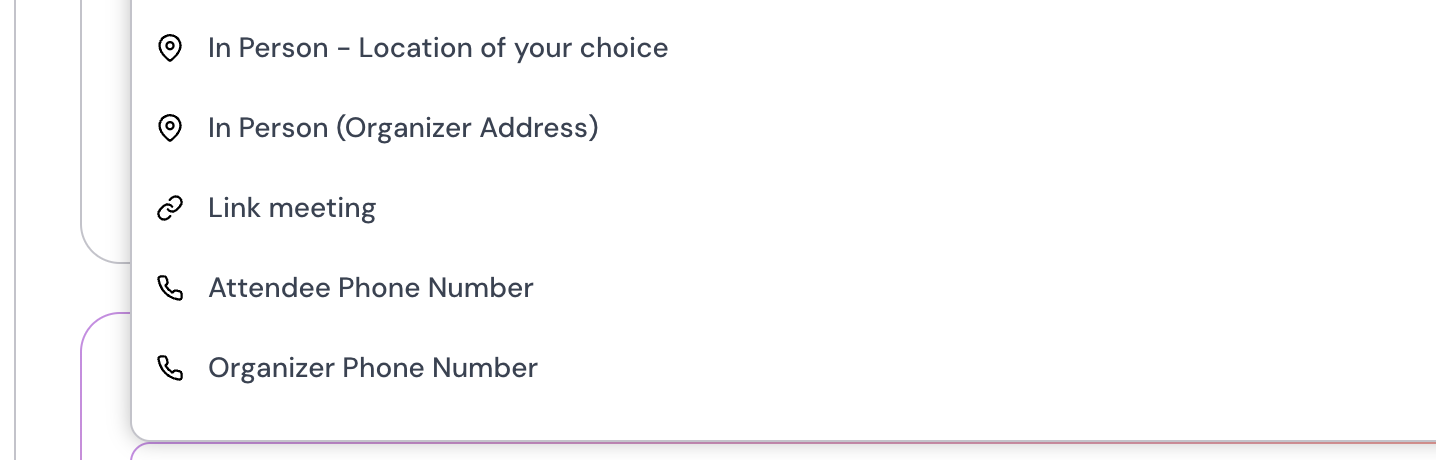 In Person - Location of your choice
In Person (Organizer Address)
Link meeting
Attendee Phone Number
Organizer Phone Number